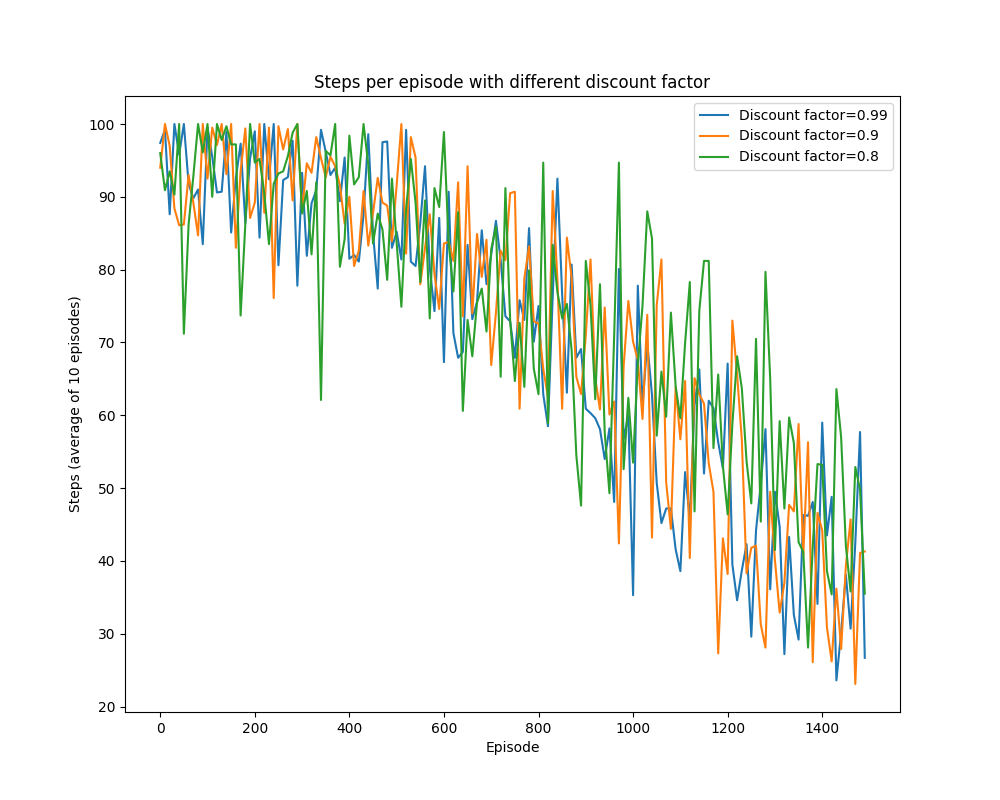 Steps per episode with different discount factor
Discount factor=0.99
Discount factor=0.9
Discount factor=0.8
Steps (average of 10 episodes)
100
90
80
70
60
50
40
30
20
0 200 400 600 800 1000 1200 1400
Episode